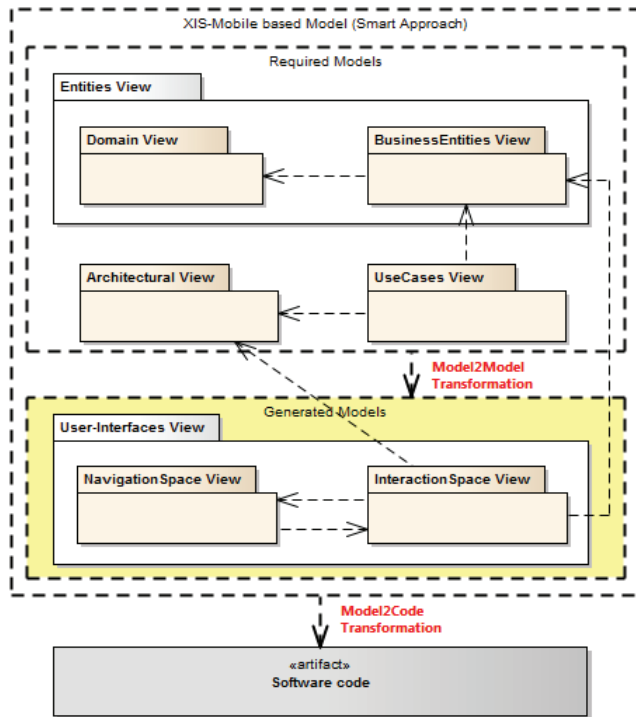 XIS-Mobile based Model (Smart Approach)
Required Models
Entities View
Domain View
BusinessEntities View
Architectural View
UseCases View
Model2Model
Transformation
Generated Models
User-Interfaces View
NavigationSpace View
InteractionSpace View
Model2Code
Transformation
«artifact»
Software code